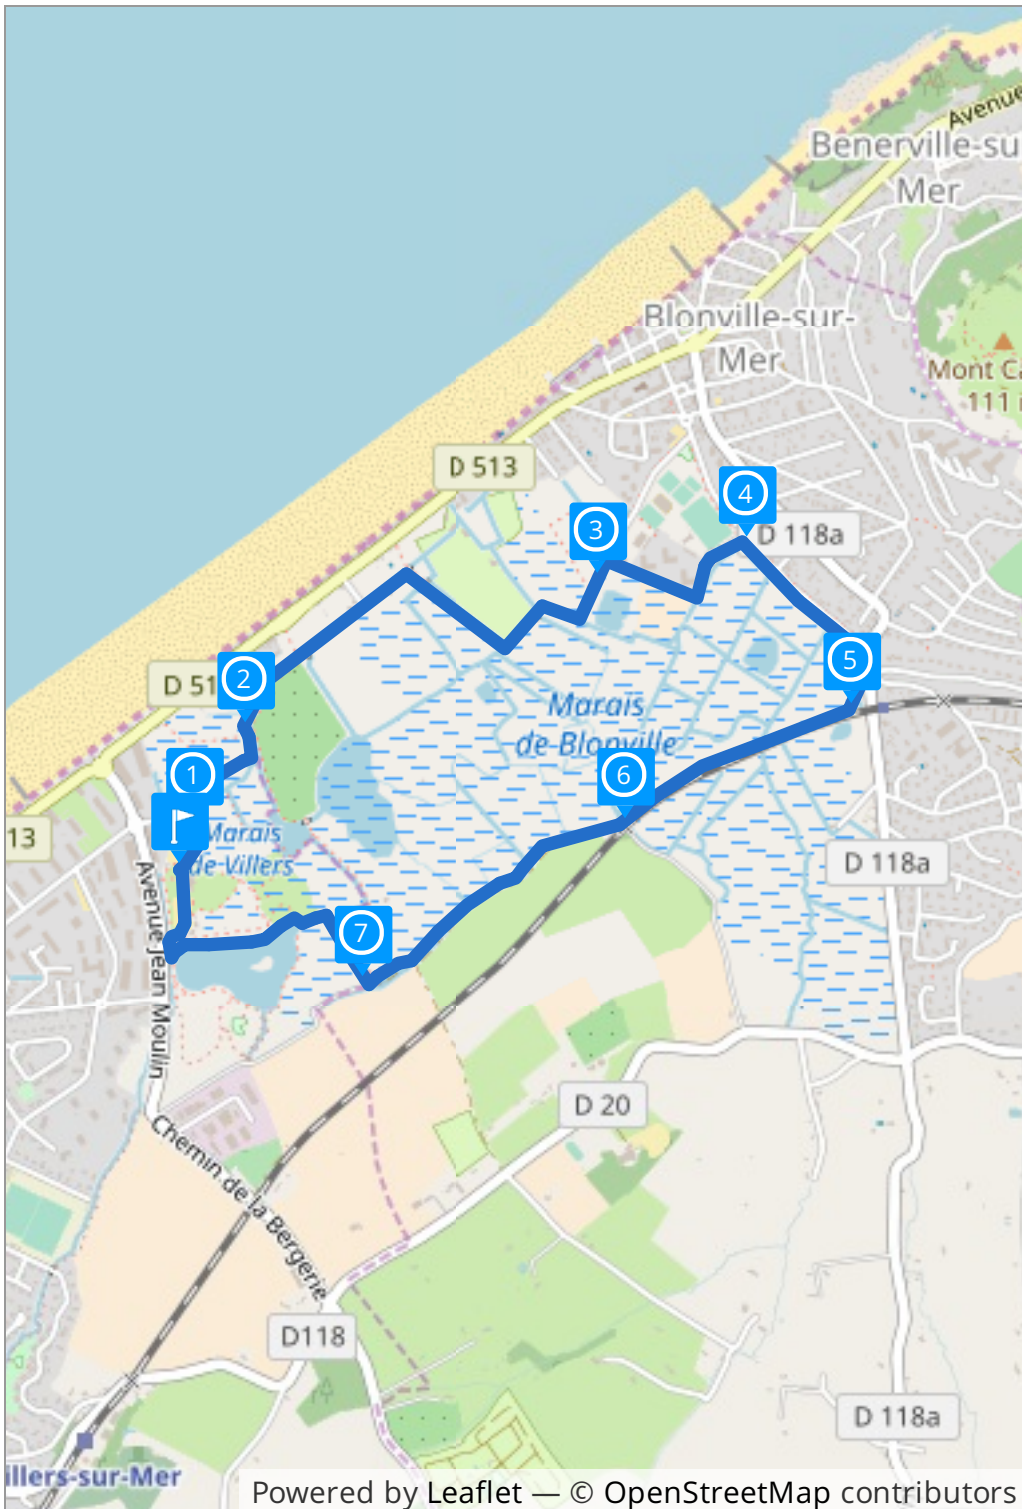 Avenue
Benerville-su
Mer
Blonville-sur-
Mer
Mont Ca
111
D 513
4
3
D 118a
5
2
D 51
Marais
de Blonville
1
6
13
Marais
de Villers
D 118a
7
Avenue Jean Moulin
D 20
Chemin de la Bergerie
D118
D 118a
illers-sur-Mer
Powered by Leaflet — © OpenStreetMap contributors